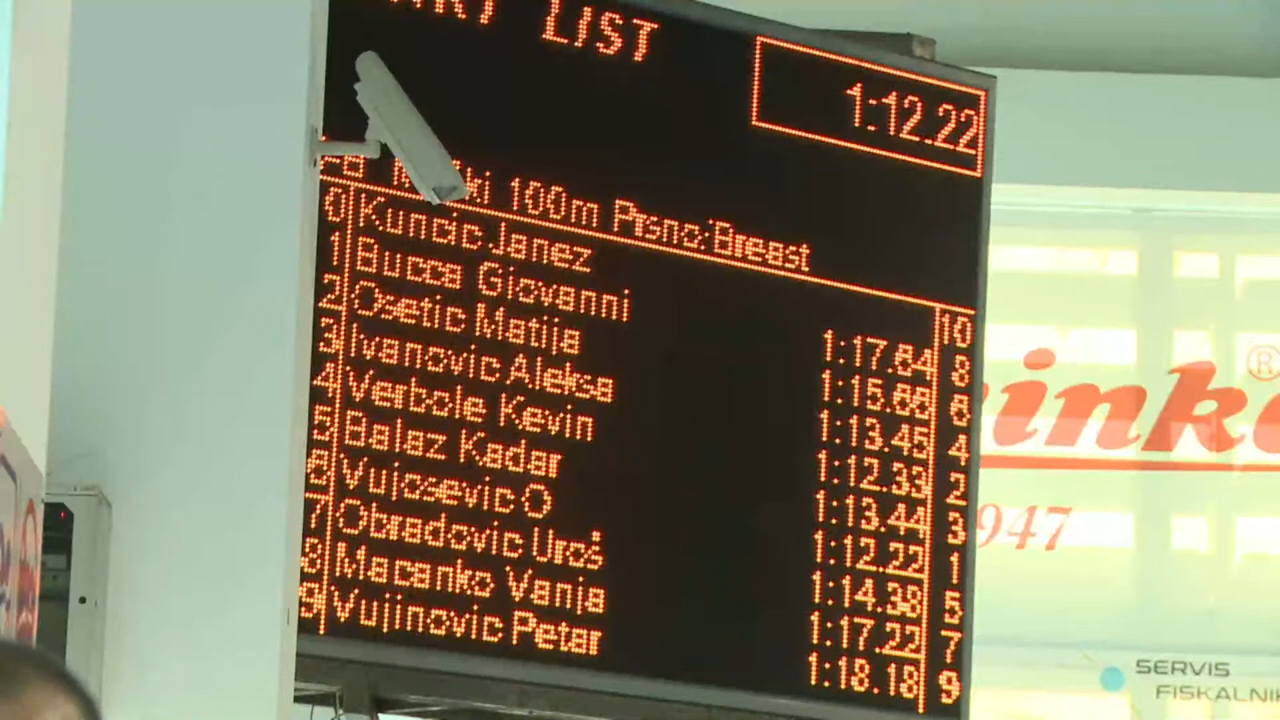 LIST
1:12.22
100m Prsno/Breast
0 Kuncic Janez 10
1 Bucca Giovanni 1:17.64 8
2 Osetic Matija 1:15.66 6
3 Ivanovic Aleksa 1:13.45 4
4 Verbole Kevin 1:12.33 2
5 Balaz Kadar 1:13.44 3
6 Vujosevic O 1:12.22 1
7 Obradovic Uroš 1:14.38 5
8 Macanko Vanja 1:17.22 7
9 Vujinovic Petar 1:18.18 9
947
SERVIS